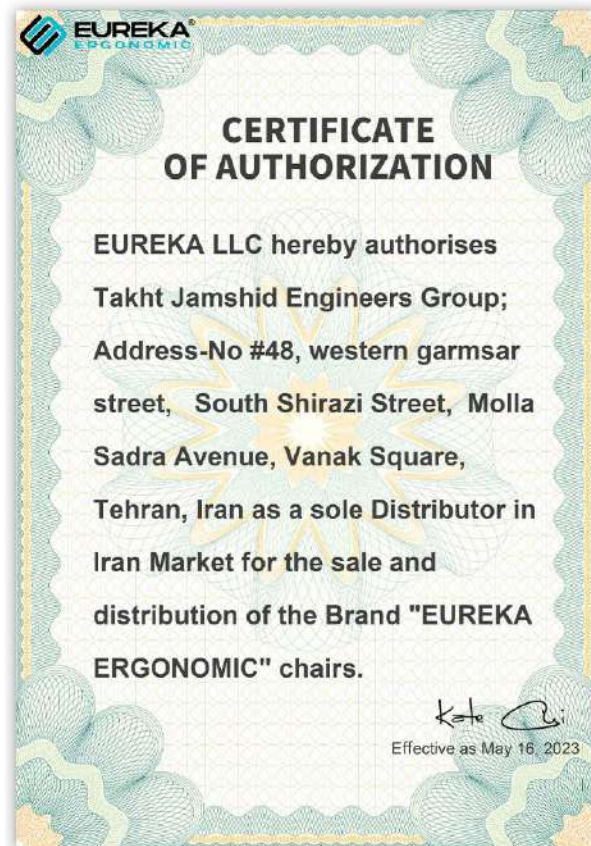 EUREKA®
ERGONOMIC
CERTIFICATE
OF AUTHORIZATION
EUREKA LLC hereby authorises
Takht Jamshid Engineers Group;
Address-No #48, western garmsar
street, South Shirazi Street, Molla
Sadra Avenue, Vanak Square,
Tehran, Iran as a sole Distributor in
Iran Market for the sale and
distribution of the Brand "EUREKA
ERGONOMIC" chairs.
Kate
Effective as May 16, 2023